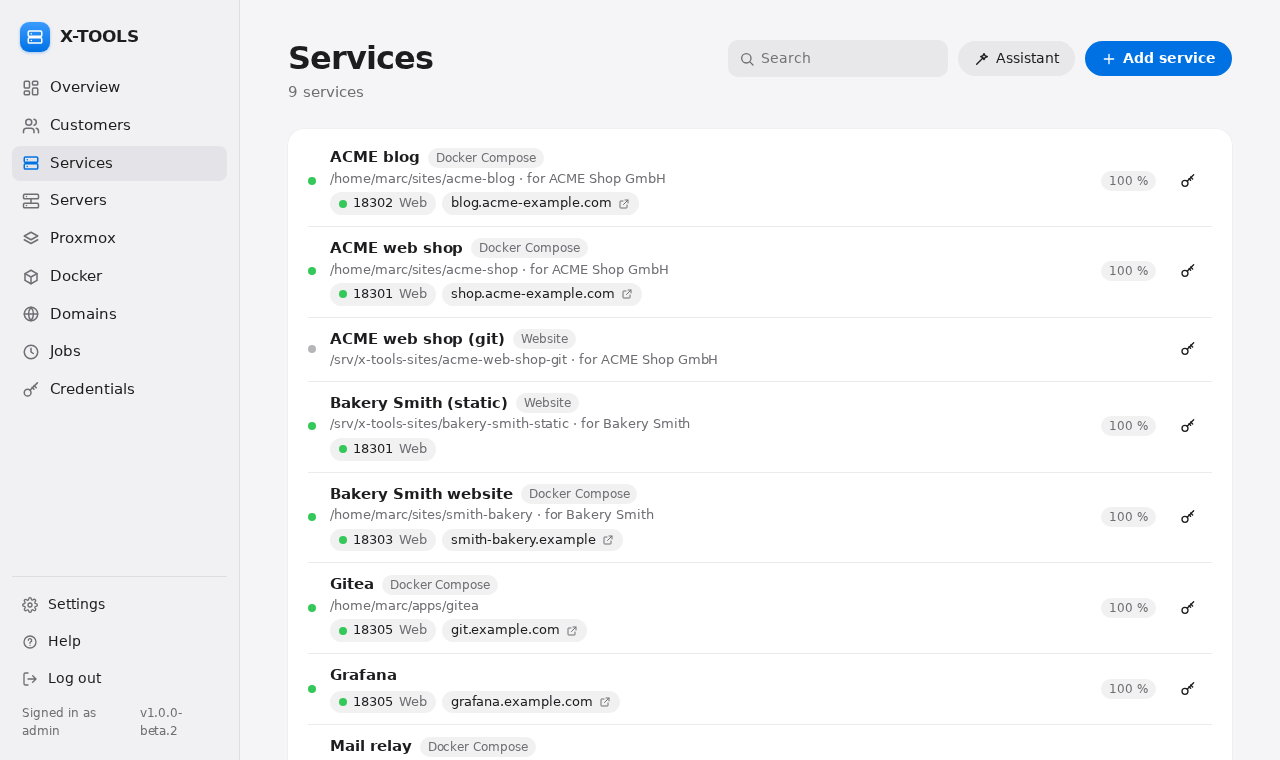 X-TOOLS
Overview
Customers
Services
Servers
Proxmox
Docker
Domains
Jobs
Credentials
Settings
Help
Log out
Signed in as admin
v1.0.0-beta.2
Services
9 services
Search
Assistant
Add service
ACME blog Docker Compose
/home/marc/sites/acme-blog · for ACME Shop GmbH
18302 Web blog.acme-example.com
100 %
ACME web shop Docker Compose
/home/marc/sites/acme-shop · for ACME Shop GmbH
18301 Web shop.acme-example.com
100 %
ACME web shop (git) Website
/srv/x-tools-sites/acme-web-shop-git · for ACME Shop GmbH
Bakery Smith (static) Website
/srv/x-tools-sites/bakery-smith-static · for Bakery Smith
18301 Web
100 %
Bakery Smith website Docker Compose
/home/marc/sites/smith-bakery · for Bakery Smith
18303 Web smith-bakery.example
100 %
Gitea Docker Compose
/home/marc/apps/gitea
18305 Web git.example.com
100 %
Grafana
18305 Web grafana.example.com
100 %
Mail relay Docker Compose